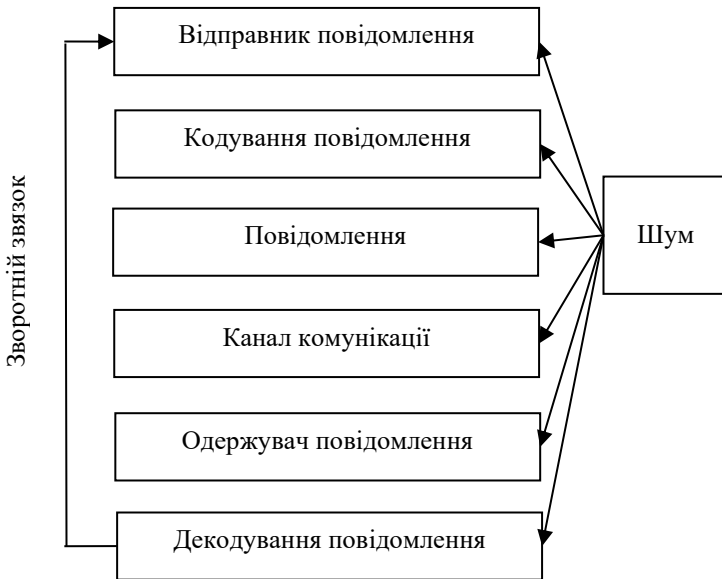 Відправник повідомлення
Кодування повідомлення
Повідомлення
Шум
Канал комунікації
Одержувач повідомлення
Декодування повідомлення
Зворотній звязок